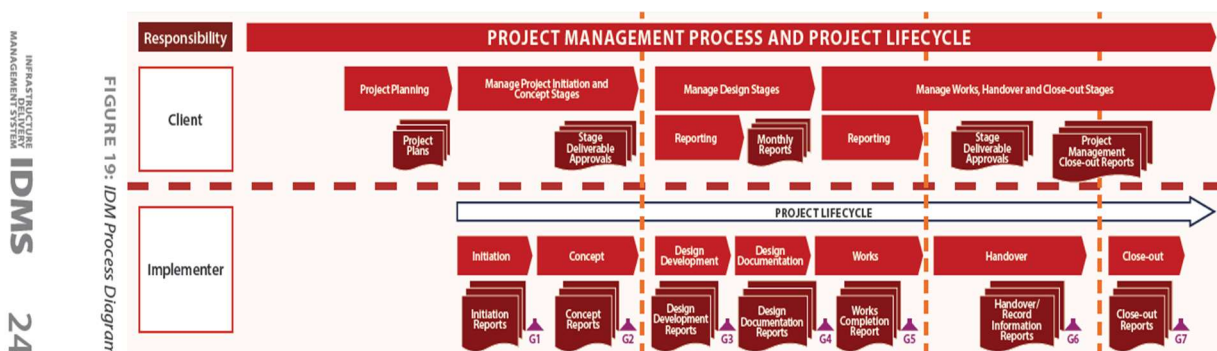 INFRASTRUCTURE
DELIVERY
MANAGEMENT SYSTEM
IDMS
24
FIGURE 19: IDM Process Diagram
Responsibility
PROJECT MANAGEMENT PROCESS AND PROJECT LIFECYCLE
Client
Project Planning
Manage Project Initiation and
Concept Stages
Manage Design Stages
Manage Works, Handover and Close-out Stages
Project
Plans
Stage
Deliverable
Approvals
Reporting
Monthly
Reports
Reporting
Stage
Deliverable
Approvals
Project
Management
Close-out Reports
Implementer
PROJECT LIFECYCLE
Initiation
Concept
Design
Development
Design
Documentation
Works
Handover
Close-out
Initiation
Reports
G1
Concept
Reports
G2
Design
Development
Reports
G3
Design
Documentation
Reports
G4
Works
Completion
Report
G5
Handover/
Record
Information
Reports
G6
Close-out
Reports
G7